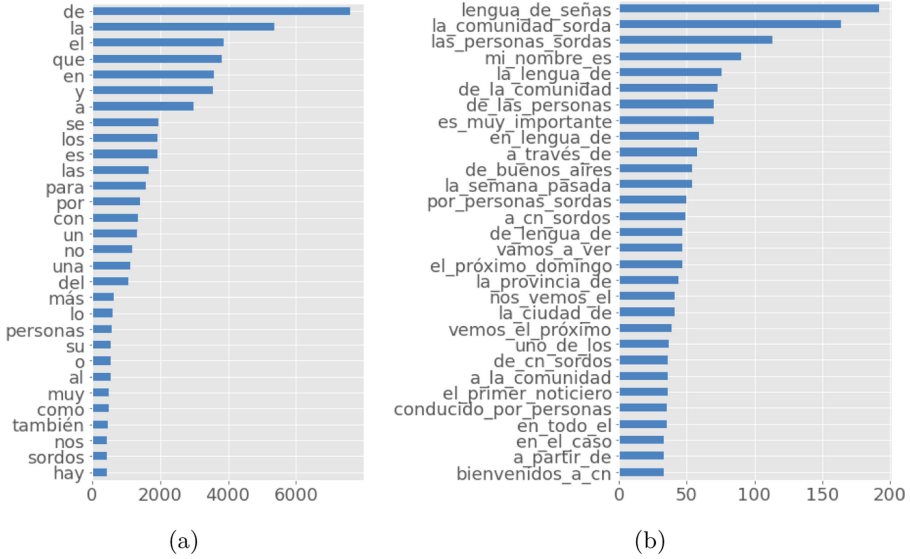 de
la
el
que
en
y
a
se
los
es
las
para
por
con
un
no
una
del
más
lo
personas
su
o
al
muy
como
también
nos
sordos
hay
0 2000 4000 6000
(a)
lengua_de_señas
la_comunidad_sorda
las_personas_sordas
mi_nombre_es
la_lengua_de
de_la_comunidad
de_las_personas
es_muy_importante
en_lengua_de
a_través_de
de_buenos_aires
la_semana_pasada
por_personas_sordas
a_cn_sordos
de_lengua_de
vamos_a_ver
el_próximo_domingo
la_provincia_de
nos_vemos_el
la_ciudad_de
vemos_el_próximo
uno_de_los
de_cn_sordos
a_la_comunidad
el_primer_noticiero
conducido_por_personas
en_todo_el
en_el_caso
a_partir_de
bienvenidos_a_cn
0 50 100 150 200
(b)